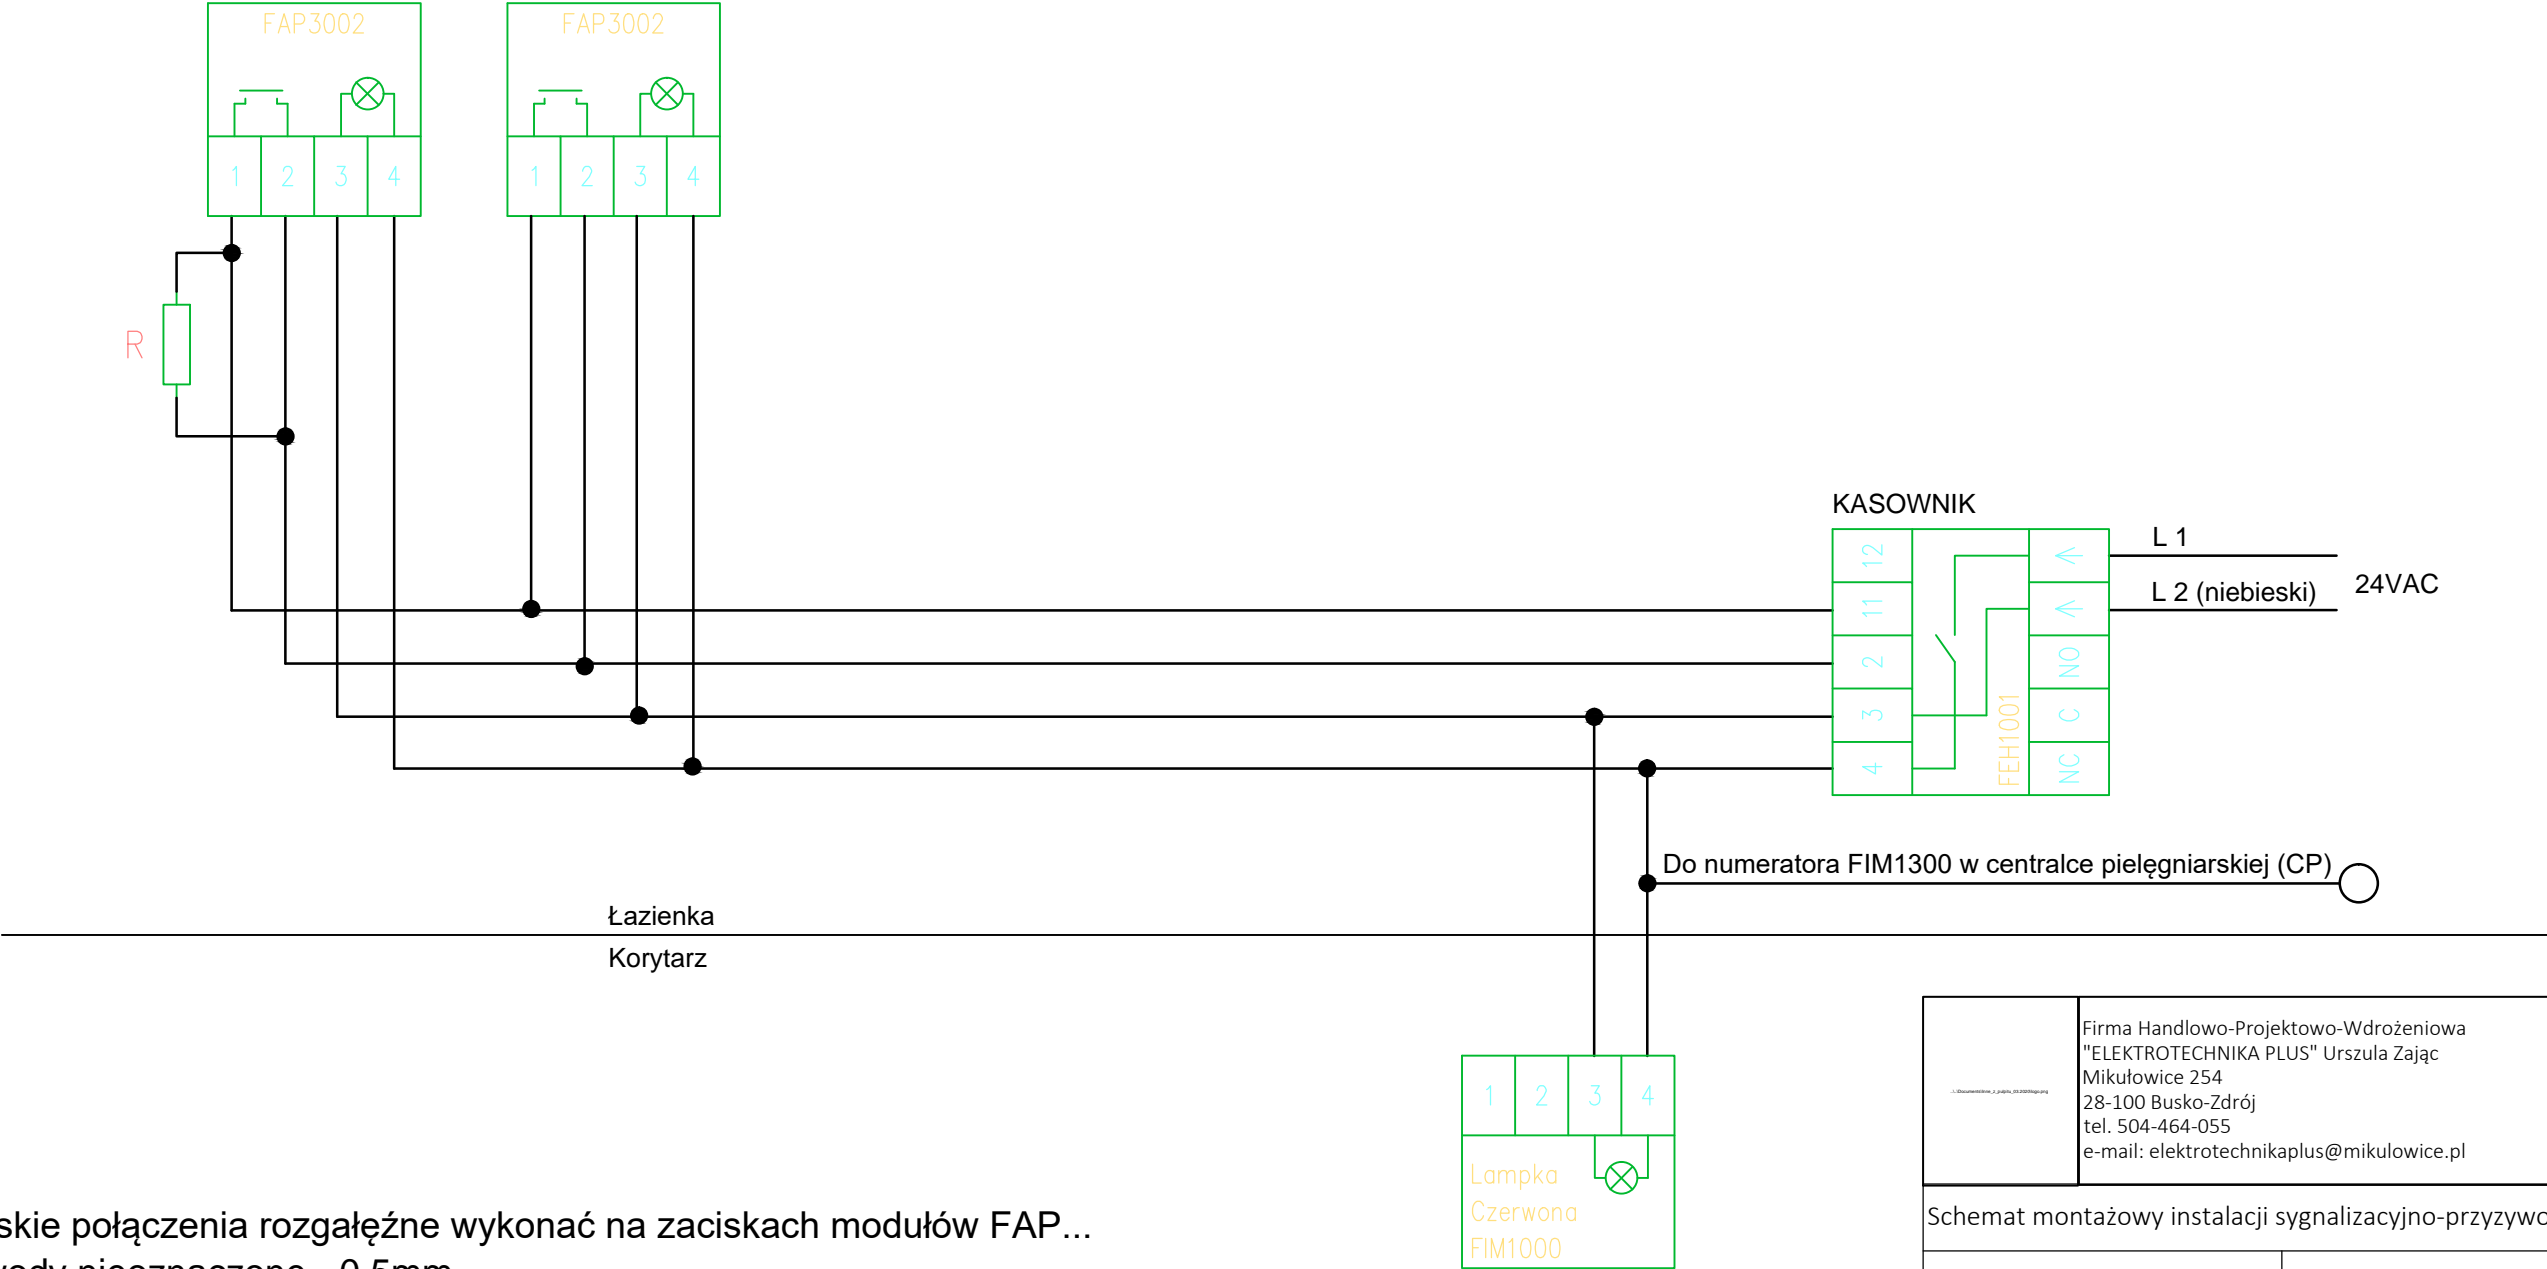 FAP3002
1 2 3 4
FAP3002
1 2 3 4
R
KASOWNIK
12
11
2
3
4
FEH1001
NO
C
NC
L 1
L 2 (niebieski)
24VAC
Do numeratora FIM1300 w centralce pielęgniarskiej (CP)
Łazienka
Korytarz
1 2 3 4
Lampka
Czerwona
FIM1000
Firma Handlowo-Projektowo-Wdrożeniowa
"ELEKTROTECHNIKA PLUS" Urszula Zając
Mikułowice 254
28-100 Busko-Zdrój
tel. 504-464-055
e-mail: elektrotechnikaplus@mikulowice.pl
Schemat montażowy instalacji sygnalizacyjno-przyzywo
skie połączenia rozgałęźne wykonać na zaciskach modułów FAP...